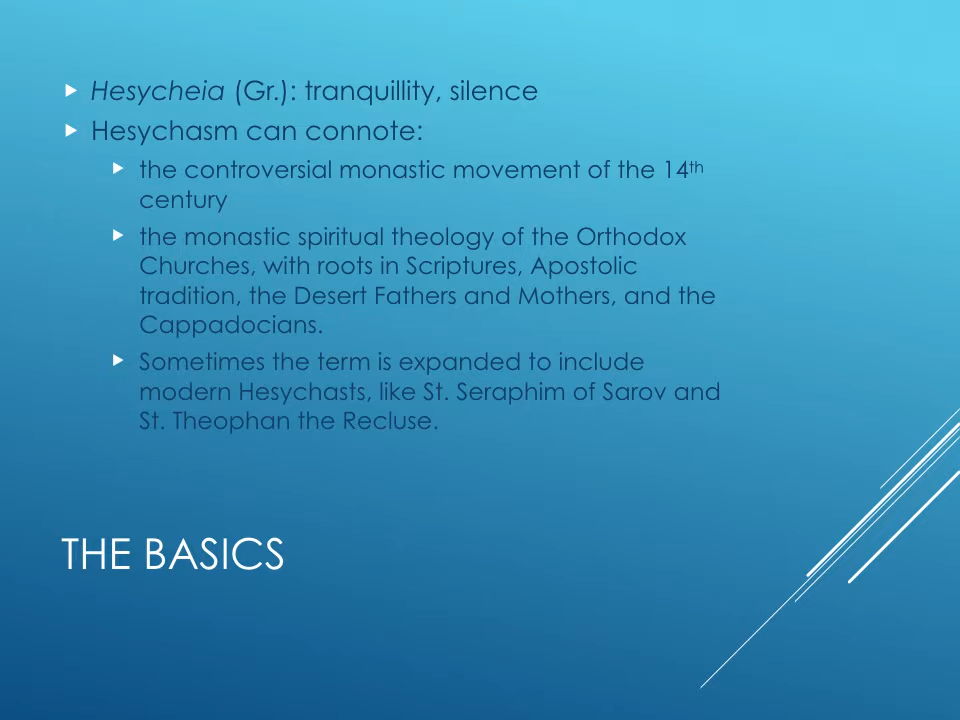 Hesycheia (Gr.): tranquillity, silence
Hesychasm can connote:
the controversial monastic movement of the 14th
century
the monastic spiritual theology of the Orthodox
Churches, with roots in Scriptures, Apostolic
tradition, the Desert Fathers and Mothers, and the
Cappadocians.
Sometimes the term is expanded to include
modern Hesychasts, like St. Seraphim of Sarov and
St. Theophan the Recluse.
THE BASICS